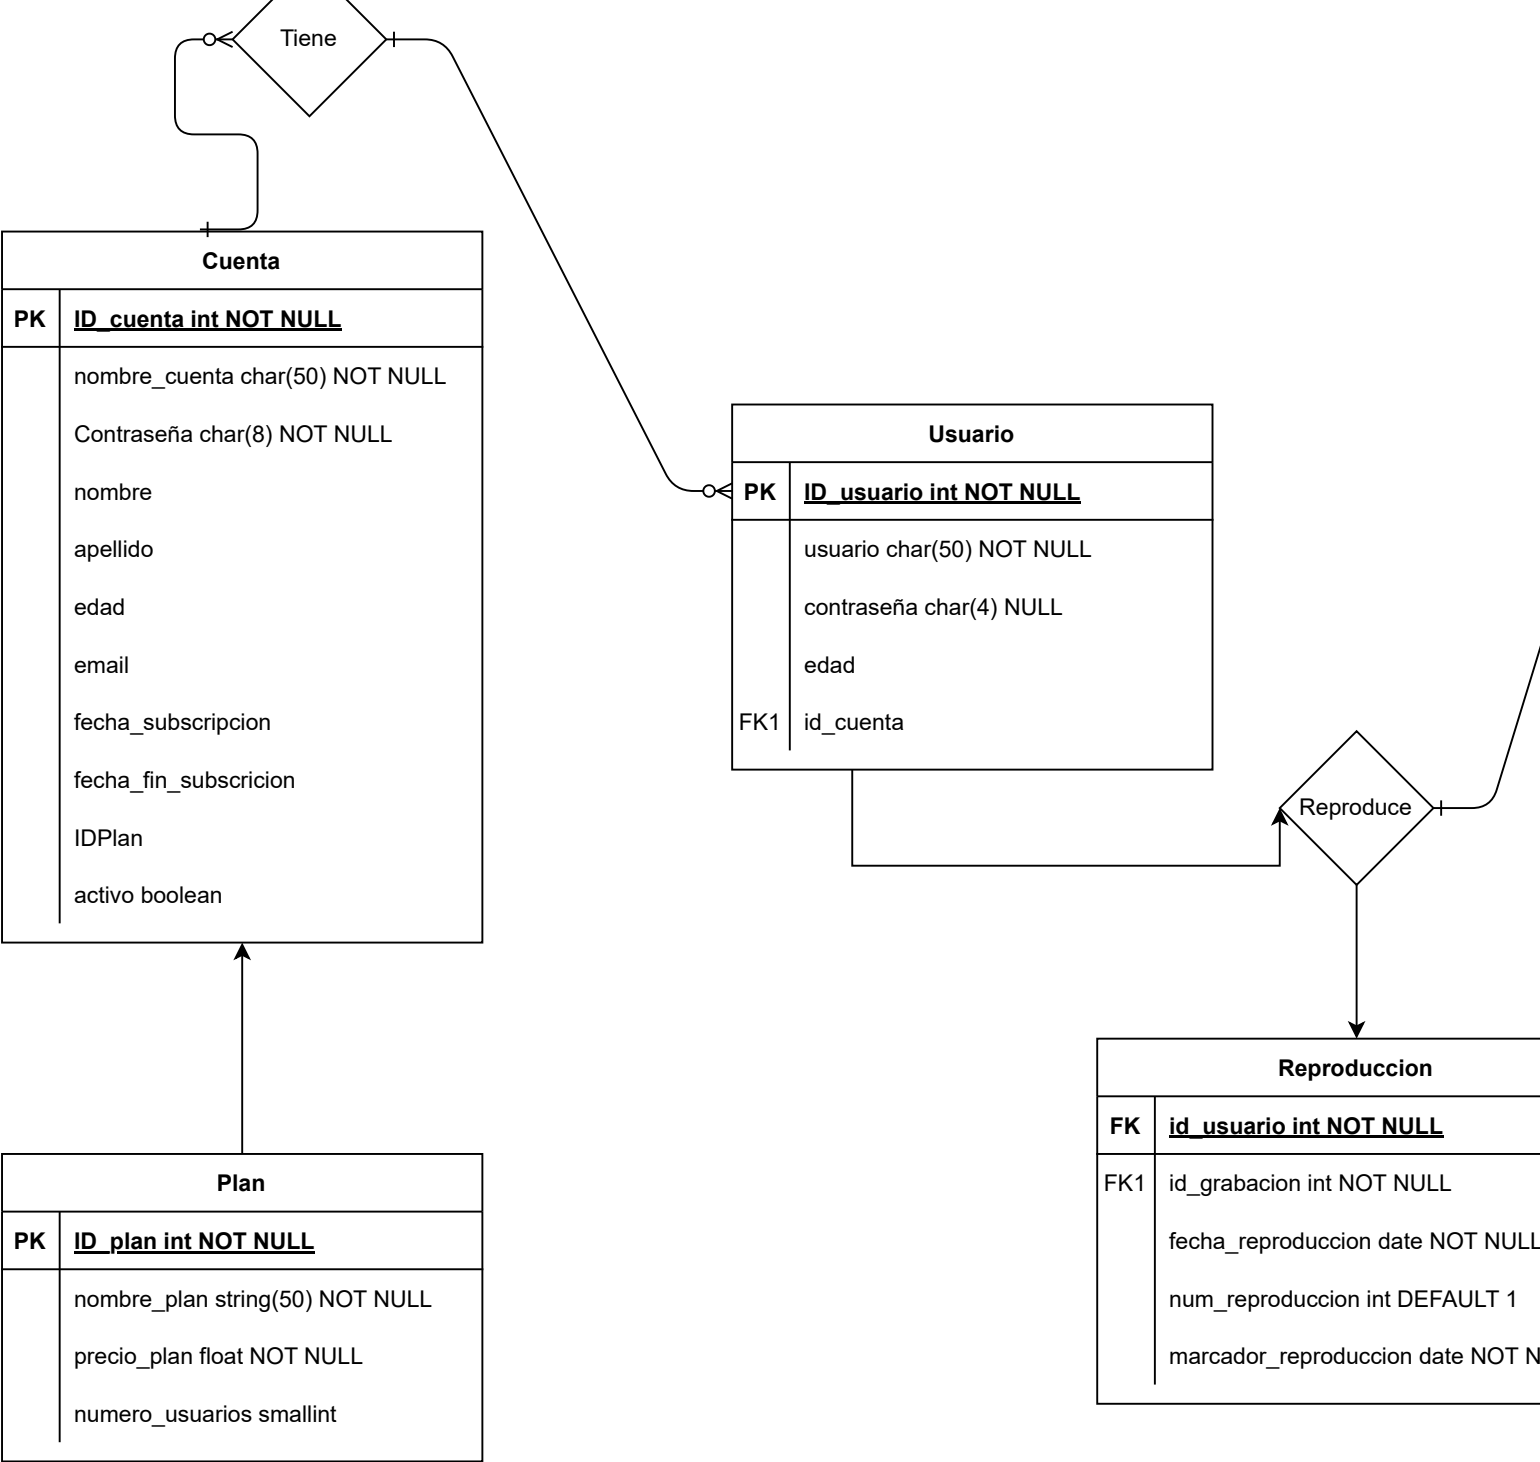 Tiene
Cuenta
PK ID_cuenta int NOT NULL
nombre_cuenta char(50) NOT NULL
Contraseña char(8) NOT NULL
nombre
apellido
edad
email
fecha_subscripcion
fecha_fin_subscricion
IDPlan
activo boolean
Usuario
PK ID_usuario int NOT NULL
usuario char(50) NOT NULL
contraseña char(4) NULL
edad
FK1 id_cuenta
Reproduce
Plan
PK ID_plan int NOT NULL
nombre_plan string(50) NOT NULL
precio_plan float NOT NULL
numero_usuarios smallint
Reproduccion
FK id_usuario int NOT NULL
FK1 id_grabacion int NOT NULL
fecha_reproduccion date NOT NULL
num_reproduccion int DEFAULT 1
marcador_reproduccion date NOT N